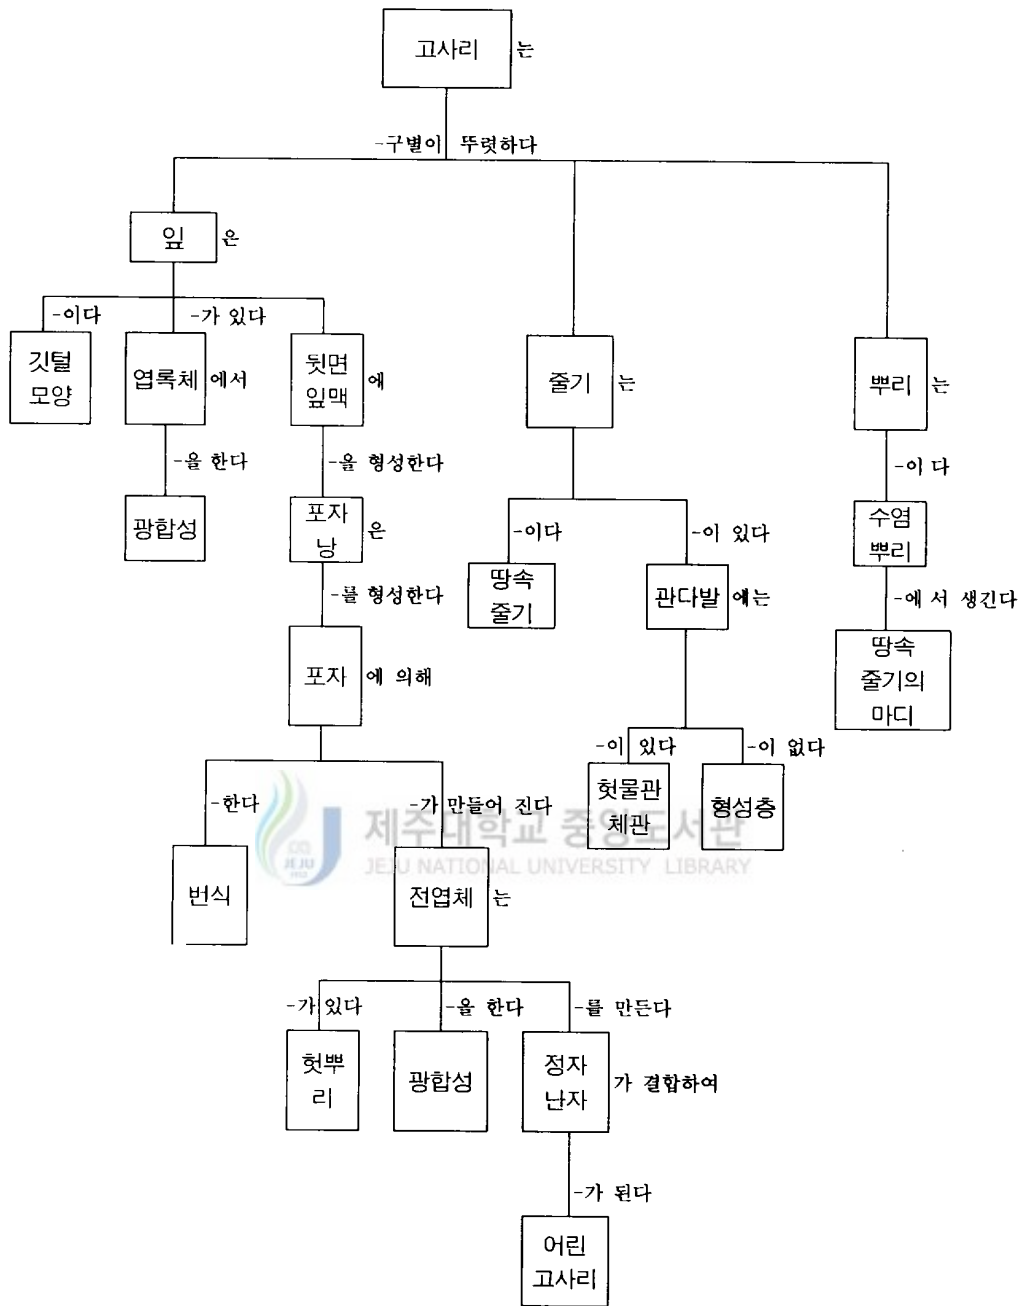 고사리 는
-구별이 뚜렷하다
잎 은
-이다 -가 있다
깃털
모양
엽록체 에서
뒷면
잎맥 에
줄기 는
뿌리 는
-을 한다 -을 형성한다
-이다
광합성
포자
낭 은
-이다 -이 있다
수염
뿌리
-를 형성한다
땅속
줄기
관다발 에는
-에서 생긴다
포자 에 의해
땅속
줄기의
마디
-이 있다 -이 없다
-한다 -가 만들어 진다
헛물관
체관
형성층
제주대학교 중앙도서관
JEJU NATIONAL UNIVERSITY LIBRARY
JEJU
1952
번식
전엽체 는
-가 있다 -을 한다 -를 만든다
헛뿌
리
광합성
정자
난자 가 결합하여
-가 된다
어린
고사리